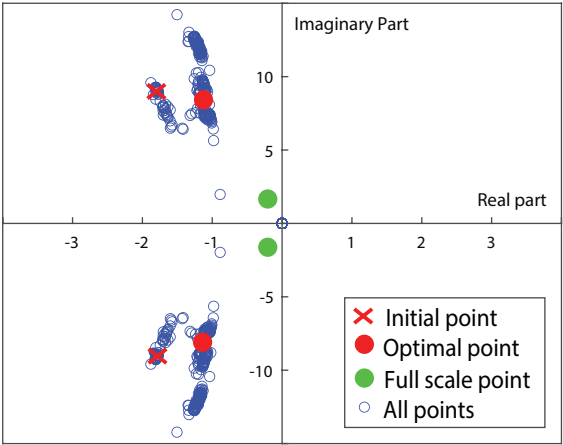 Imaginary Part
10
5
Real part
-3 -2 -1 1 2 3
-5
-10
Initial point
Optimal point
Full scale point
All points